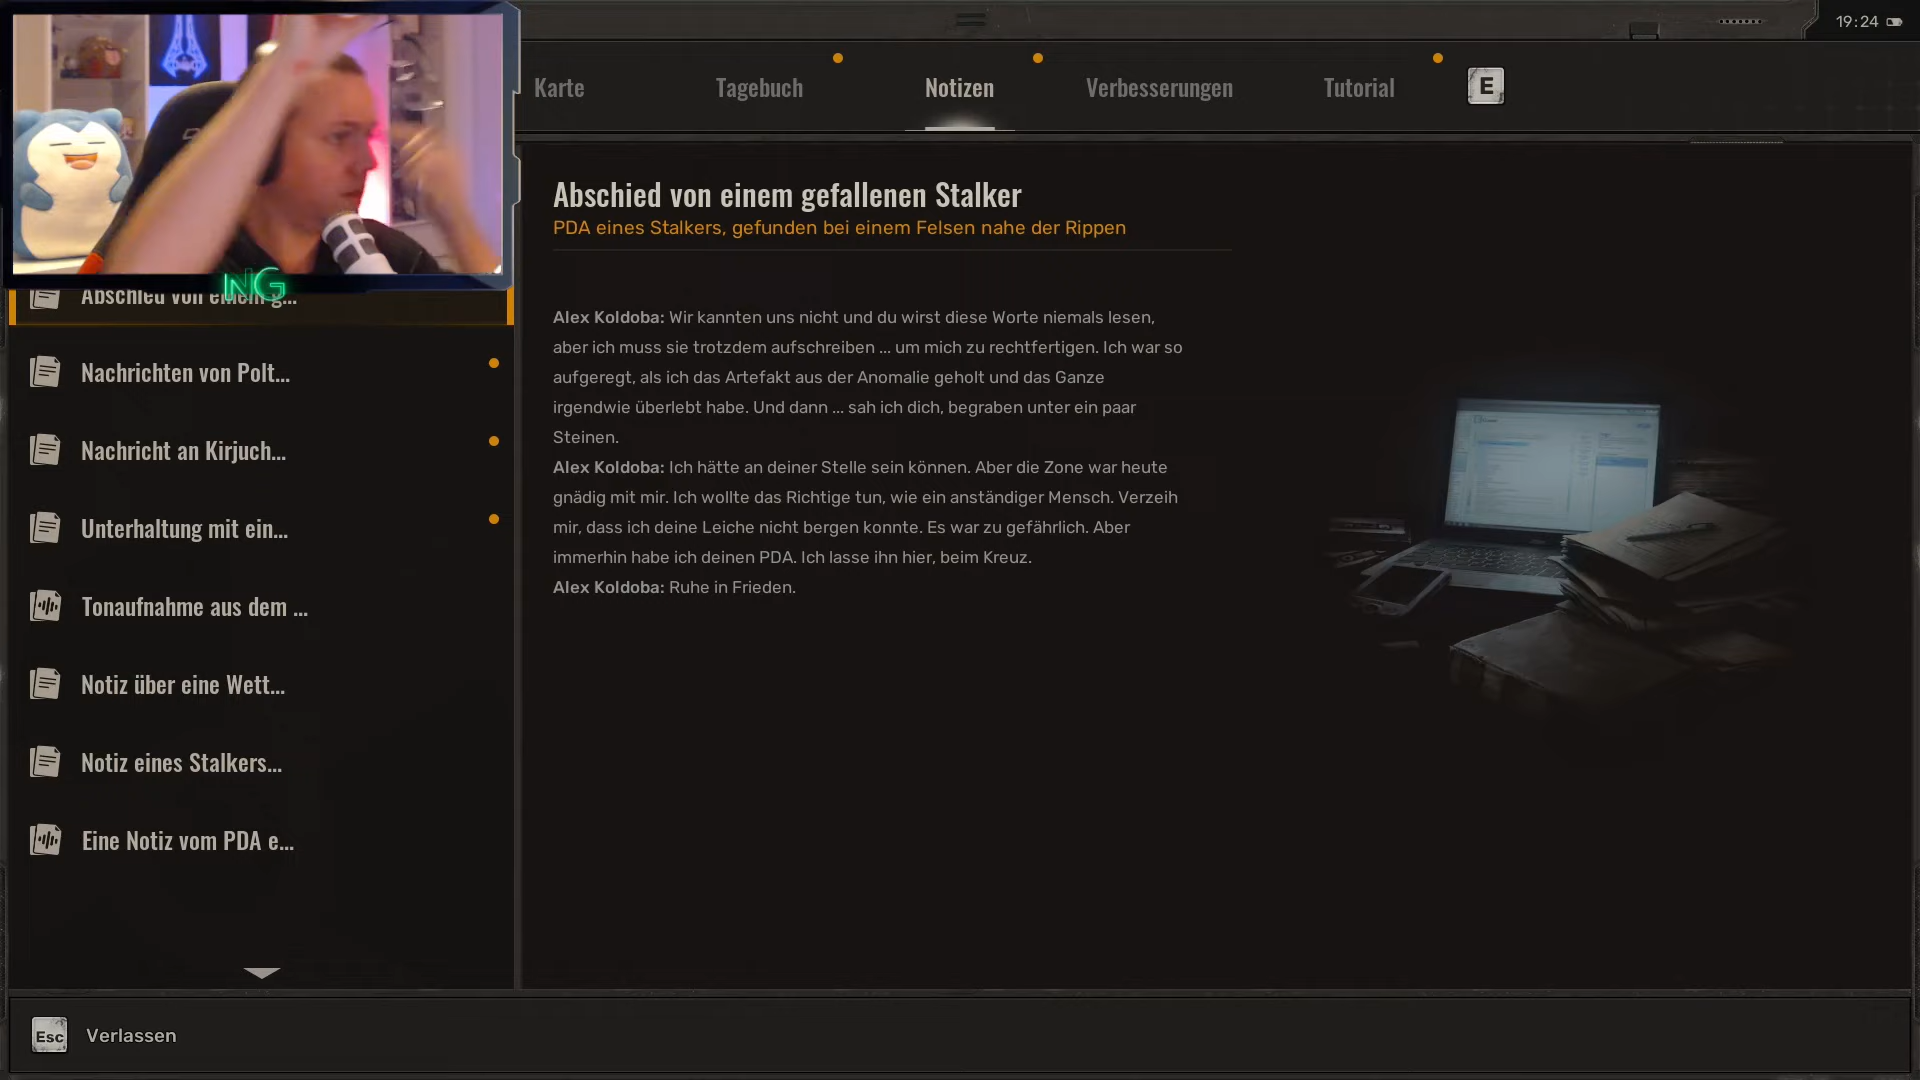 19:24
Karte
Tagebuch
Notizen
Verbesserungen
Tutorial
E
Abschied von einem gefallenen Stalker
PDA eines Stalkers, gefunden bei einem Felsen nahe der Rippen
NG
Abschied von einem g...
Nachrichten von Polt...
Nachricht an Kirjuch...
Unterhaltung mit ein...
Tonaufnahme aus dem ...
Notiz über eine Wett...
Notiz eines Stalkers...
Eine Notiz vom PDA e...
Alex Koldoba: Wir kannten uns nicht und du wirst diese Worte niemals lesen,
aber ich muss sie trotzdem aufschreiben ... um mich zu rechtfertigen. Ich war so
aufgeregt, als ich das Artefakt aus der Anomalie geholt und das Ganze
irgendwie überlebt habe. Und dann ... sah ich dich, begraben unter ein paar
Steinen.
Alex Koldoba: Ich hätte an deiner Stelle sein können. Aber die Zone war heute
gnädig mit mir. Ich wollte das Richtige tun, wie ein anständiger Mensch. Verzeih
mir, dass ich deine Leiche nicht bergen konnte. Es war zu gefährlich. Aber
immerhin habe ich deinen PDA. Ich lasse ihn hier, beim Kreuz.
Alex Koldoba: Ruhe in Frieden.
Esc Verlassen